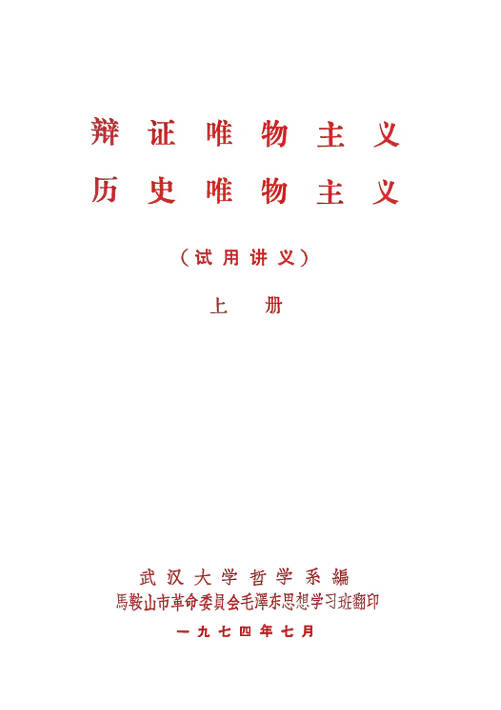 辩证唯物主义
历史唯物主义
（试用讲义）
上册
武汉大学哲学系编
馬鞍山市革命委員会毛澤东思想学习班翻印
一九七四年七月